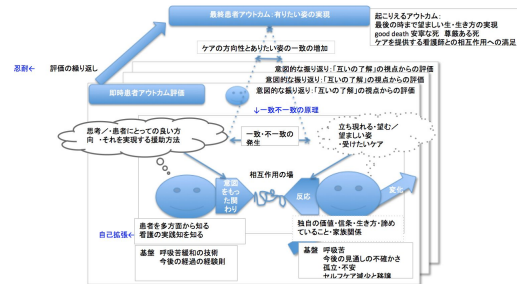 最終患者アウトカム:有りたい姿の実現
起こりえるアウトカム:
最後の時まで望ましい生・生き方の実現
good death 安寧な死 尊厳ある死
ケアを提供する看護師との相互作用への満足
ケアの方向性とありたい姿の一致の増加
忍耐← 評価の繰り返し
意図的な振り返り:「互いの了解」の視点からの評価
意図的な振り返り:「互いの了解」の視点からの評価
意図的な振り返り:「互いの了解」の視点からの評価
即時患者アウトカム評価
↓一致不一致の原理
思考/・患者にとっての良い方
向 ・それを実現する援助方法
一致・不一致の
発生
立ち現れる・望む/
望ましい姿
・受けたいケア
相互作用の場
意図
をもっ
た関
わり
反応
変化
患者を多方面から知る
看護の実践知を知る
自己拡張←
独自の価値・信条・生き方・諦め
ていること・家族関係
基盤 呼吸苦緩和の技術
今後の経過の経験則
基盤 呼吸苦
今後の見通しの不確かさ
孤立・不安
セルフケア減少と移譲